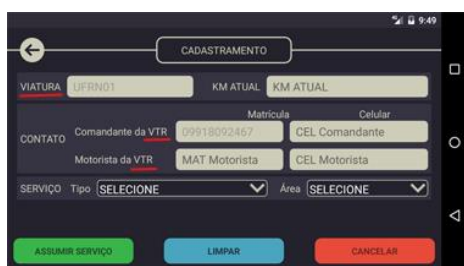 9:49
CADASTRAMENTO
VIATURA UFRN01 KM ATUAL KM ATUAL
Matrícula Celular
CONTATO
Comandante da VTR 09918092467 CEL Comandante
Motorista da VTR MAT Motorista CEL Motorista
SERVIÇO Tipo SELECIONE Área SELECIONE
ASSUMIR SERVIÇO LIMPAR CANCELAR